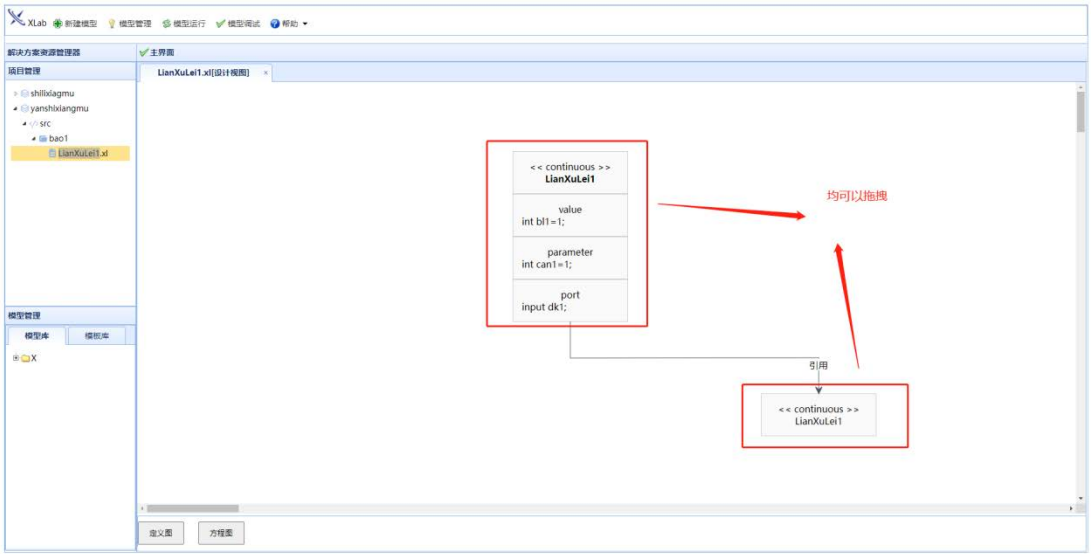 XLab 新建模型 模型管理 模型运行 模型调试 帮助
解决方案资源管理器
主界面
项目管理
LianXuLei1.xl[设计视图] ×
shilixiagmu
yanshixiangmu
src
bao1
LianXuLei1.xl
<< continuous >>
LianXuLei1
value
int bl1=1;
parameter
int can1=1;
port
input dk1;
均可以拖拽
引用
<< continuous >>
LianXuLei1
模型管理
模型库 模板库
X
定义图 方程图